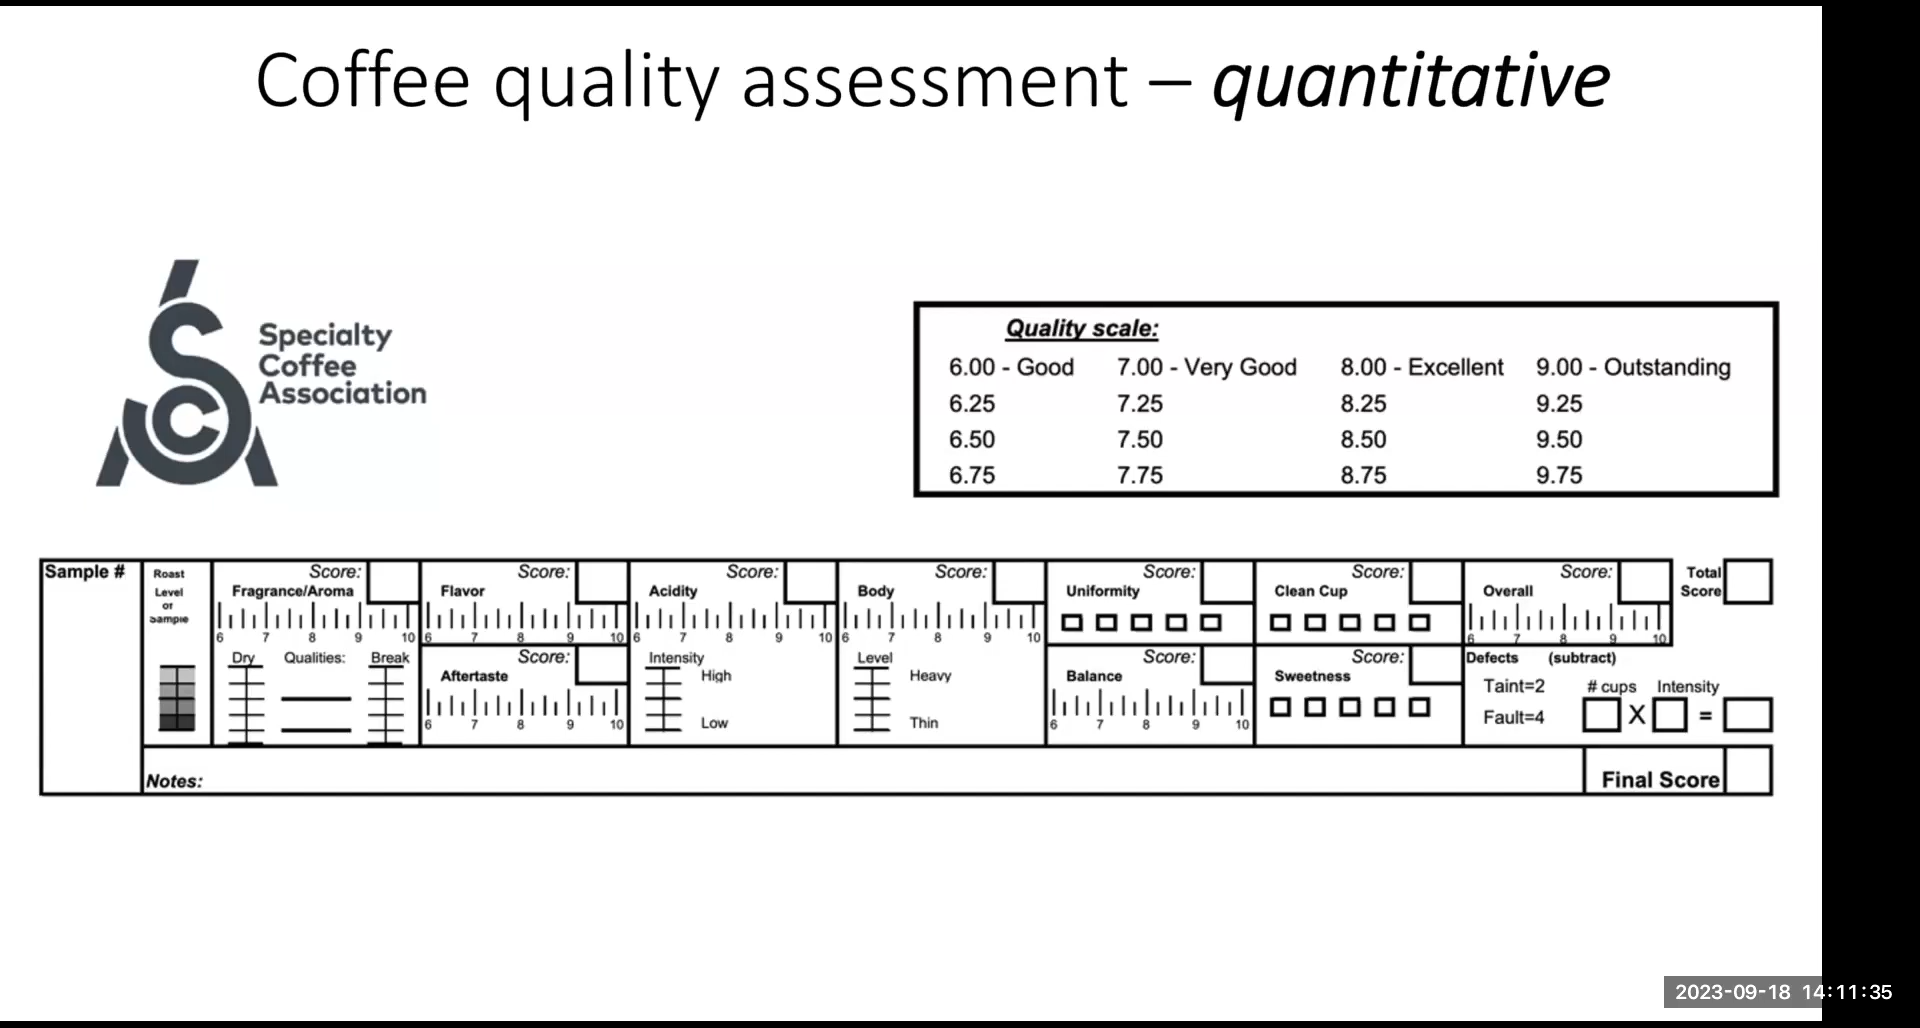 Coffee quality assessment – quantitative
Specialty
Coffee
Association
Quality scale:
6.00 - Good 7.00 - Very Good 8.00 - Excellent 9.00 - Outstanding
6.25 7.25 8.25 9.25
6.50 7.50 8.50 9.50
6.75 7.75 8.75 9.75
Sample #
Roast
Level
of
Sample
Score:
Fragrance/Aroma
6 7 8 9 10
Dry Qualities: Break
Score:
Flavor
6 7 8 9 10
Score:
Aftertaste
6 7 8 9 10
Score:
Acidity
6 7 8 9 10
Intensity
High
Low
Score:
Body
6 7 8 9 10
Level
Heavy
Thin
Score:
Uniformity
Score:
Balance
6 7 8 9 10
Score:
Clean Cup
Score:
Sweetness
Score:
Overall
6 7 8 9 10
Total
Score
Defects (subtract)
Taint=2 # cups Intensity
Fault=4 X =
Notes:
Final Score
2023-09-18 14:11:35